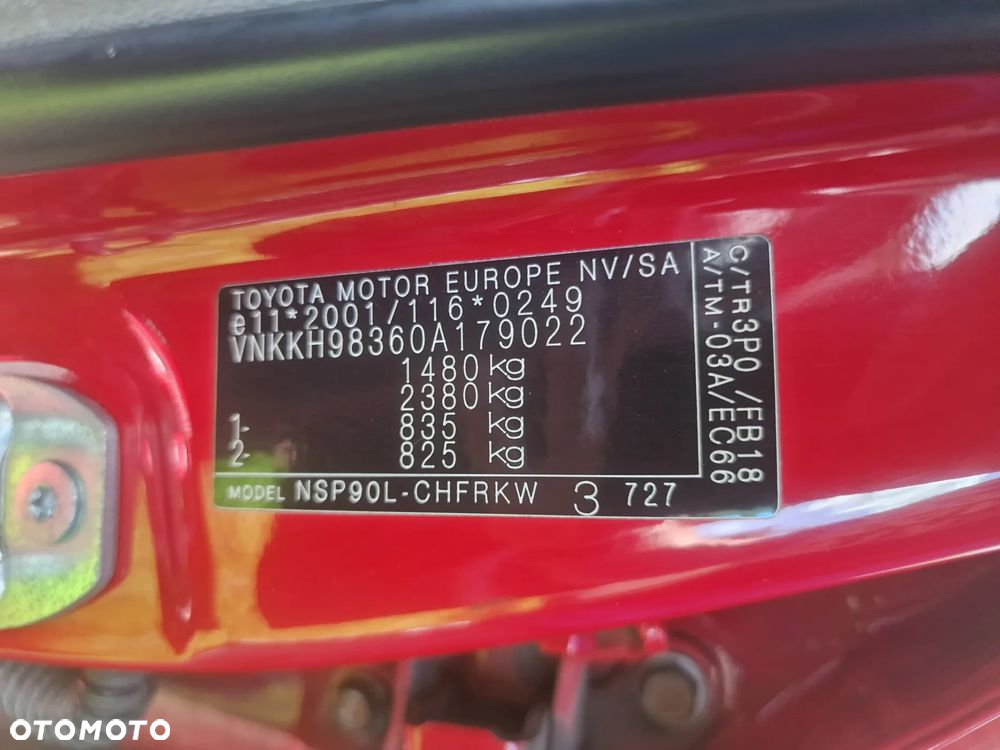 TOYOTA MOTOR EUROPE NV/SA
e11*2001/116*0249
VNKKH98360A179022
1480 kg
2380 kg
1- 835 kg
2- 825 kg
MODEL NSP90L-CHFRKW 3 727
C/TR3P0 /FB18
A/TM-03A/EC66
OTOMOTO